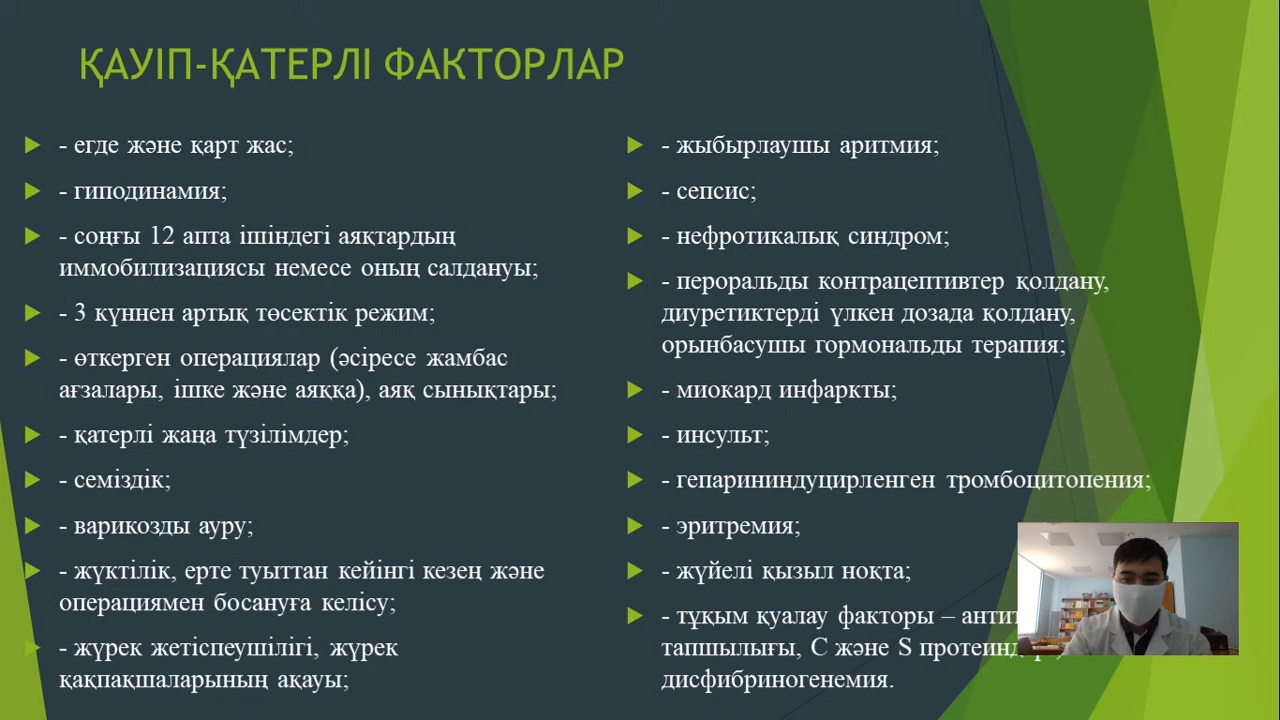 ҚАУІП-ҚАТЕРЛІ ФАКТОРЛАР
- егде және қарт жас;
- гиподинамия;
- соңғы 12 апта ішіндегі аяқтардың
иммобилизациясы немесе оның салдануы;
- 3 күннен артық төсектік режим;
- өткерген операциялар (әсіресе жамбас
ағзалары, ішке және аяққа), аяқ сынықтары;
- қатерлі жаңа түзілімдер;
- семіздік;
- варикозды ауру;
- жүктілік, ерте туыттан кейінгі кезең және
операциямен босануға келісу;
- жүрек жетіспеушілігі, жүрек
қақпақшаларының ақауы;
- жыбырлаушы аритмия;
- сепсис;
- нефротикалық синдром;
- пероральды контрацептивтер қолдану,
диуретиктерді үлкен дозада қолдану,
орынбасушы гормональды терапия;
- миокард инфаркты;
- инсульт;
- гепарининдуцирленген тромбоцитопения;
- эритремия;
- жүйелі қызыл ноқта;
- тұқым қуалау факторы –
тапшылығы, С және S
дисфибриногенемия.